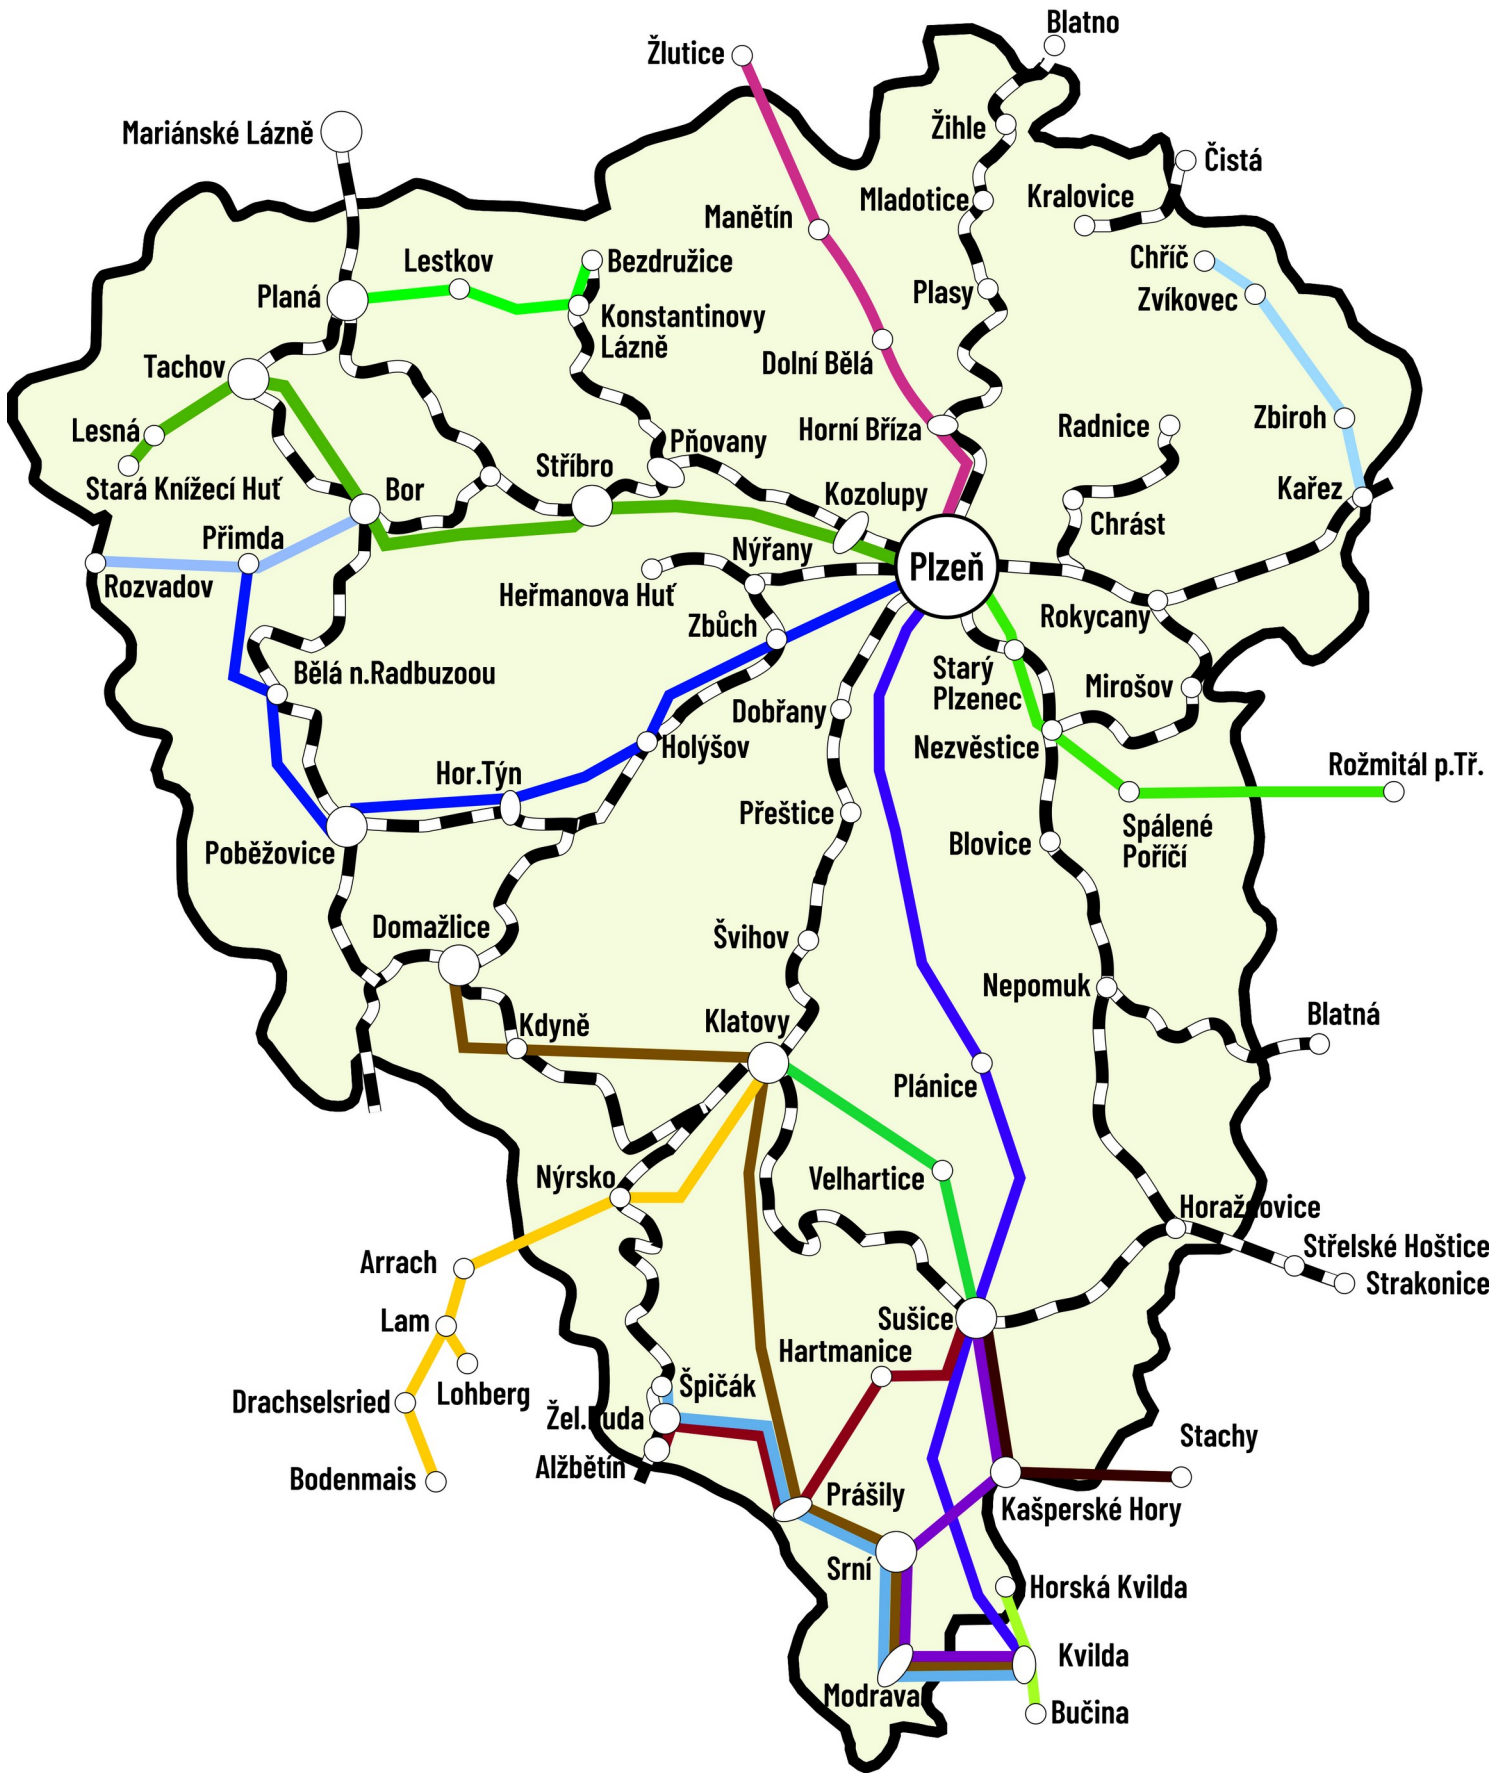 Blatno
Žlutice
Mariánské Lázně
Žihle
Čistá
Mladotice
Kralovice
Manětín
Chříč
Lestkov
Bezdružice
Planá
Plasy
Zvíkovec
Konstantinovy
Lázně
Tachov
Dolní Bělá
Lesná
Horní Bříza
Radnice
Zbiroh
Pňovany
Stříbro
Stará Knížecí Huť
Bor
Kozolupy
Kařez
Chrást
Přimda
Nýřany
Plzeň
Rozvadov
Heřmanova Huť
Rokycany
Zbůch
Bělá n.Radbuzoou
Starý
Plzenec
Mirošov
Dobřany
Holýšov
Nezvěstice
Rožmitál p.Tř.
Hor.Týn
Přeštice
Spálené
Poříčí
Blovice
Poběžovice
Domažlice
Švihov
Nepomuk
Blatná
Kdyně
Klatovy
Plánice
Nýrsko
Velhartice
Horažďovice
Arrach
Střelské Hoštice
Strakonice
Lam
Sušice
Hartmanice
Lohberg
Drachselsried
Špičák
Žel.Ruda
Stachy
Alžbětín
Bodenmais
Prášily
Kašperské Hory
Srní
Horská Kvilda
Kvilda
Modrava
Bučina